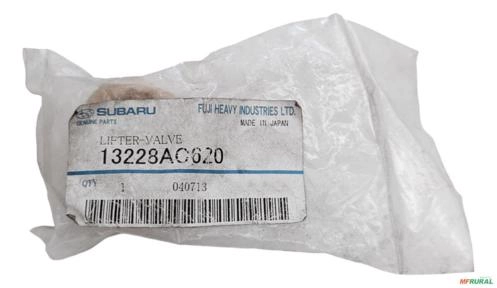 SUBARU
GENUINE PARTS
FUJI HEAVY INDUSTRIES LTD.
MADE IN JAPAN
LIFTER-VALVE
13228AC620
QTY 1 040713
MFRURAL